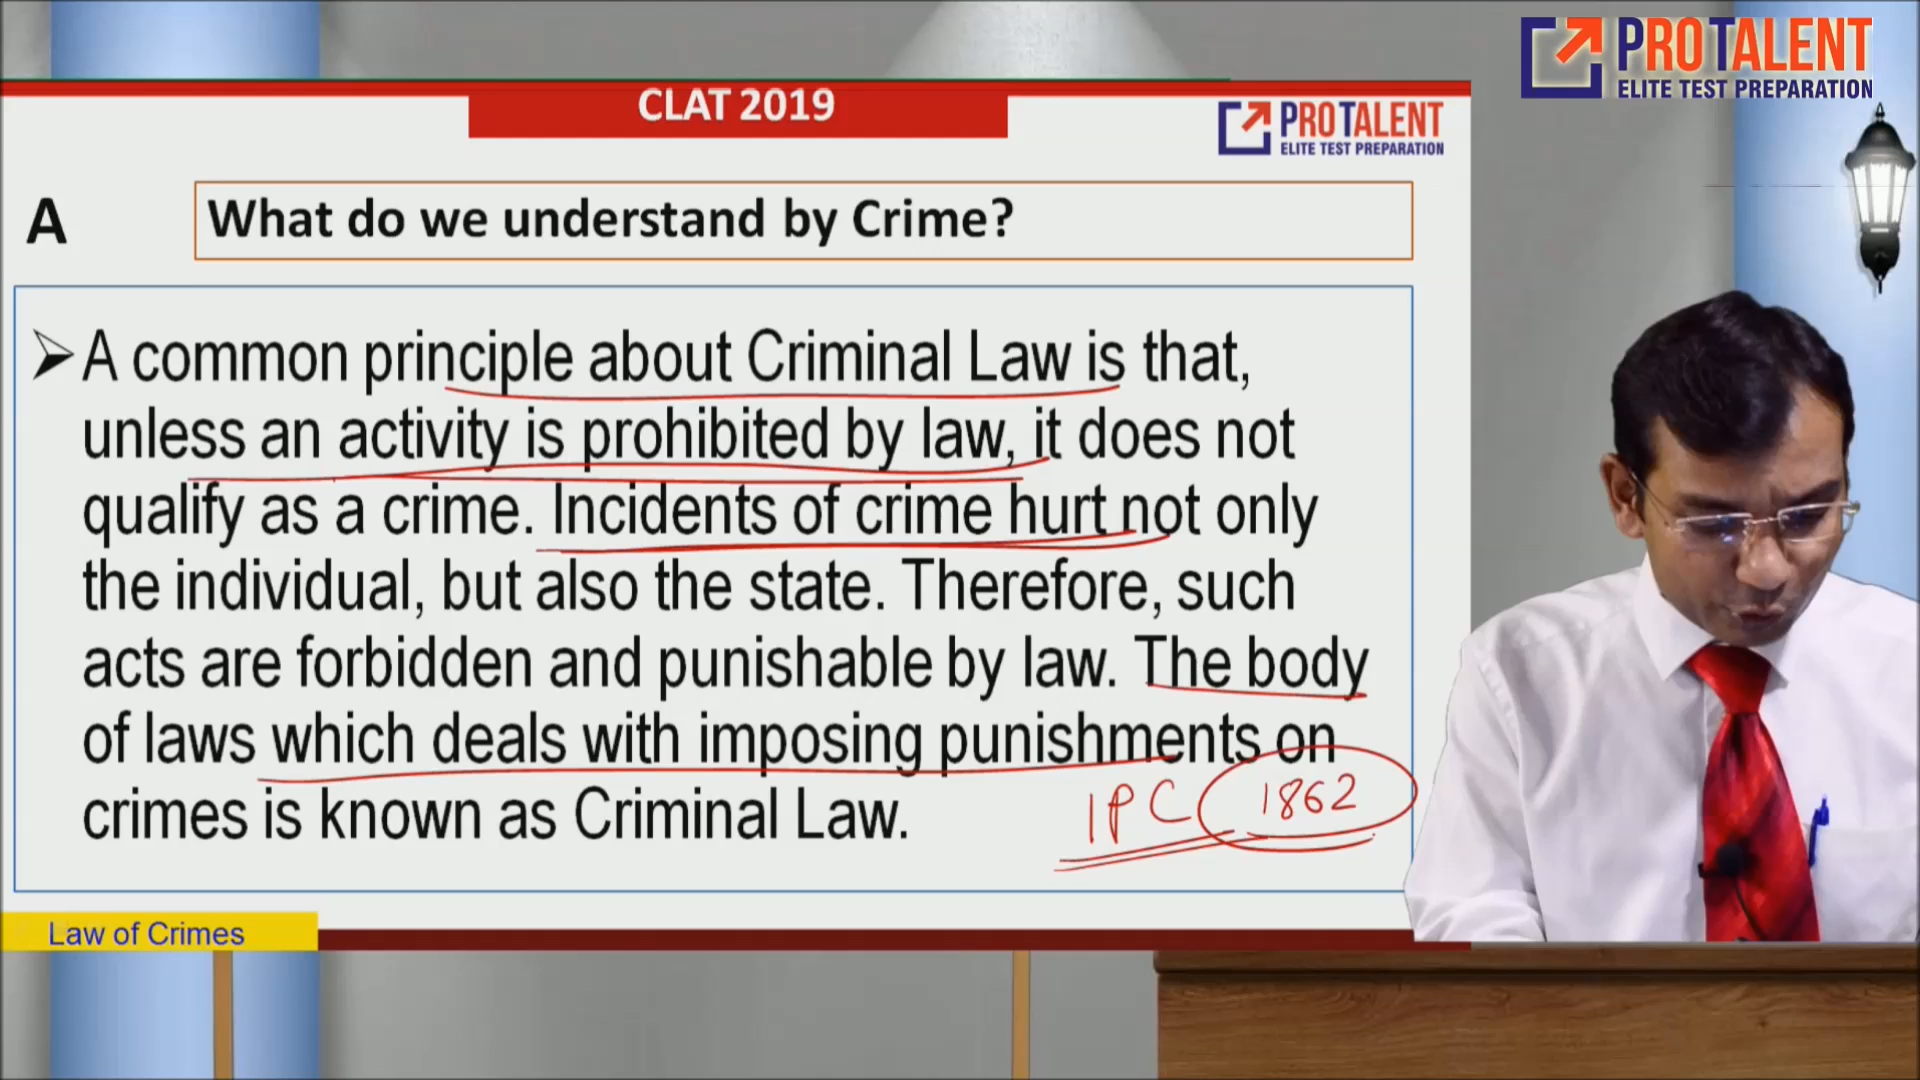 PROTALENT
ELITE TEST PREPARATION
CLAT 2019
PROTALENT
ELITE TEST PREPARATION
A
What do we understand by Crime?
➢A common principle about Criminal Law is that,
unless an activity is prohibited by law, it does not
qualify as a crime. Incidents of crime hurt not only
the individual, but also the state. Therefore, such
acts are forbidden and punishable by law. The body
of laws which deals with imposing punishments on
crimes is known as Criminal Law.
IPC 1862
Law of Crimes